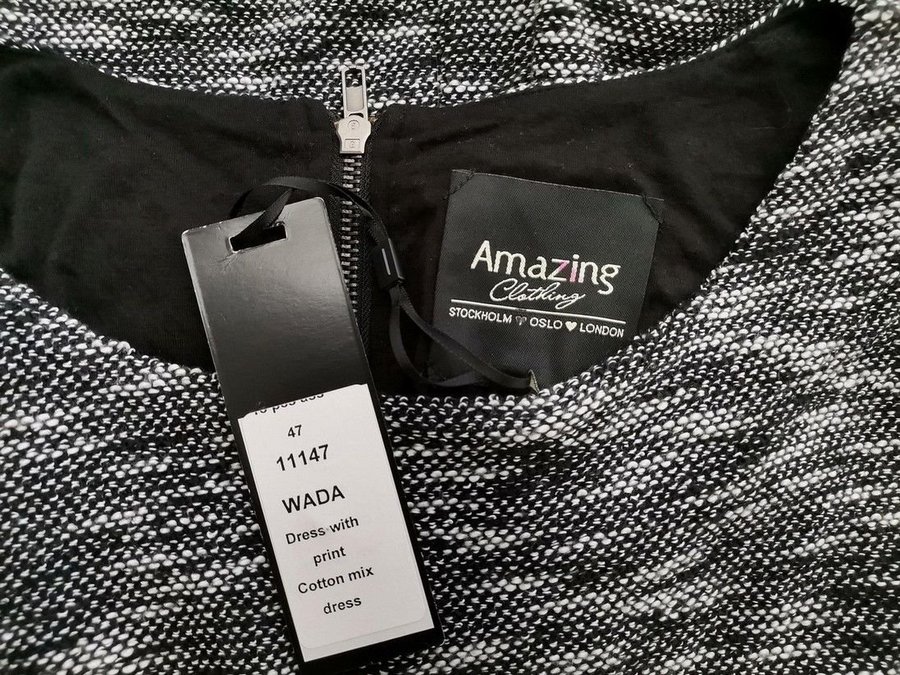 Amazing
Clothing
STOCKHOLM OSLO LONDON
47
11147
WADA
Dress with
print
Cotton mix
dress